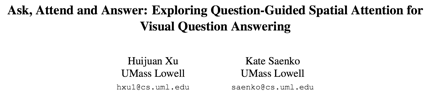 Ask, Attend and Answer: Exploring Question-Guided Spatial Attention for
Visual Question Answering
Huijuan Xu Kate Saenko
UMass Lowell UMass Lowell
hxu1@cs.uml.edu saenko@cs.uml.edu